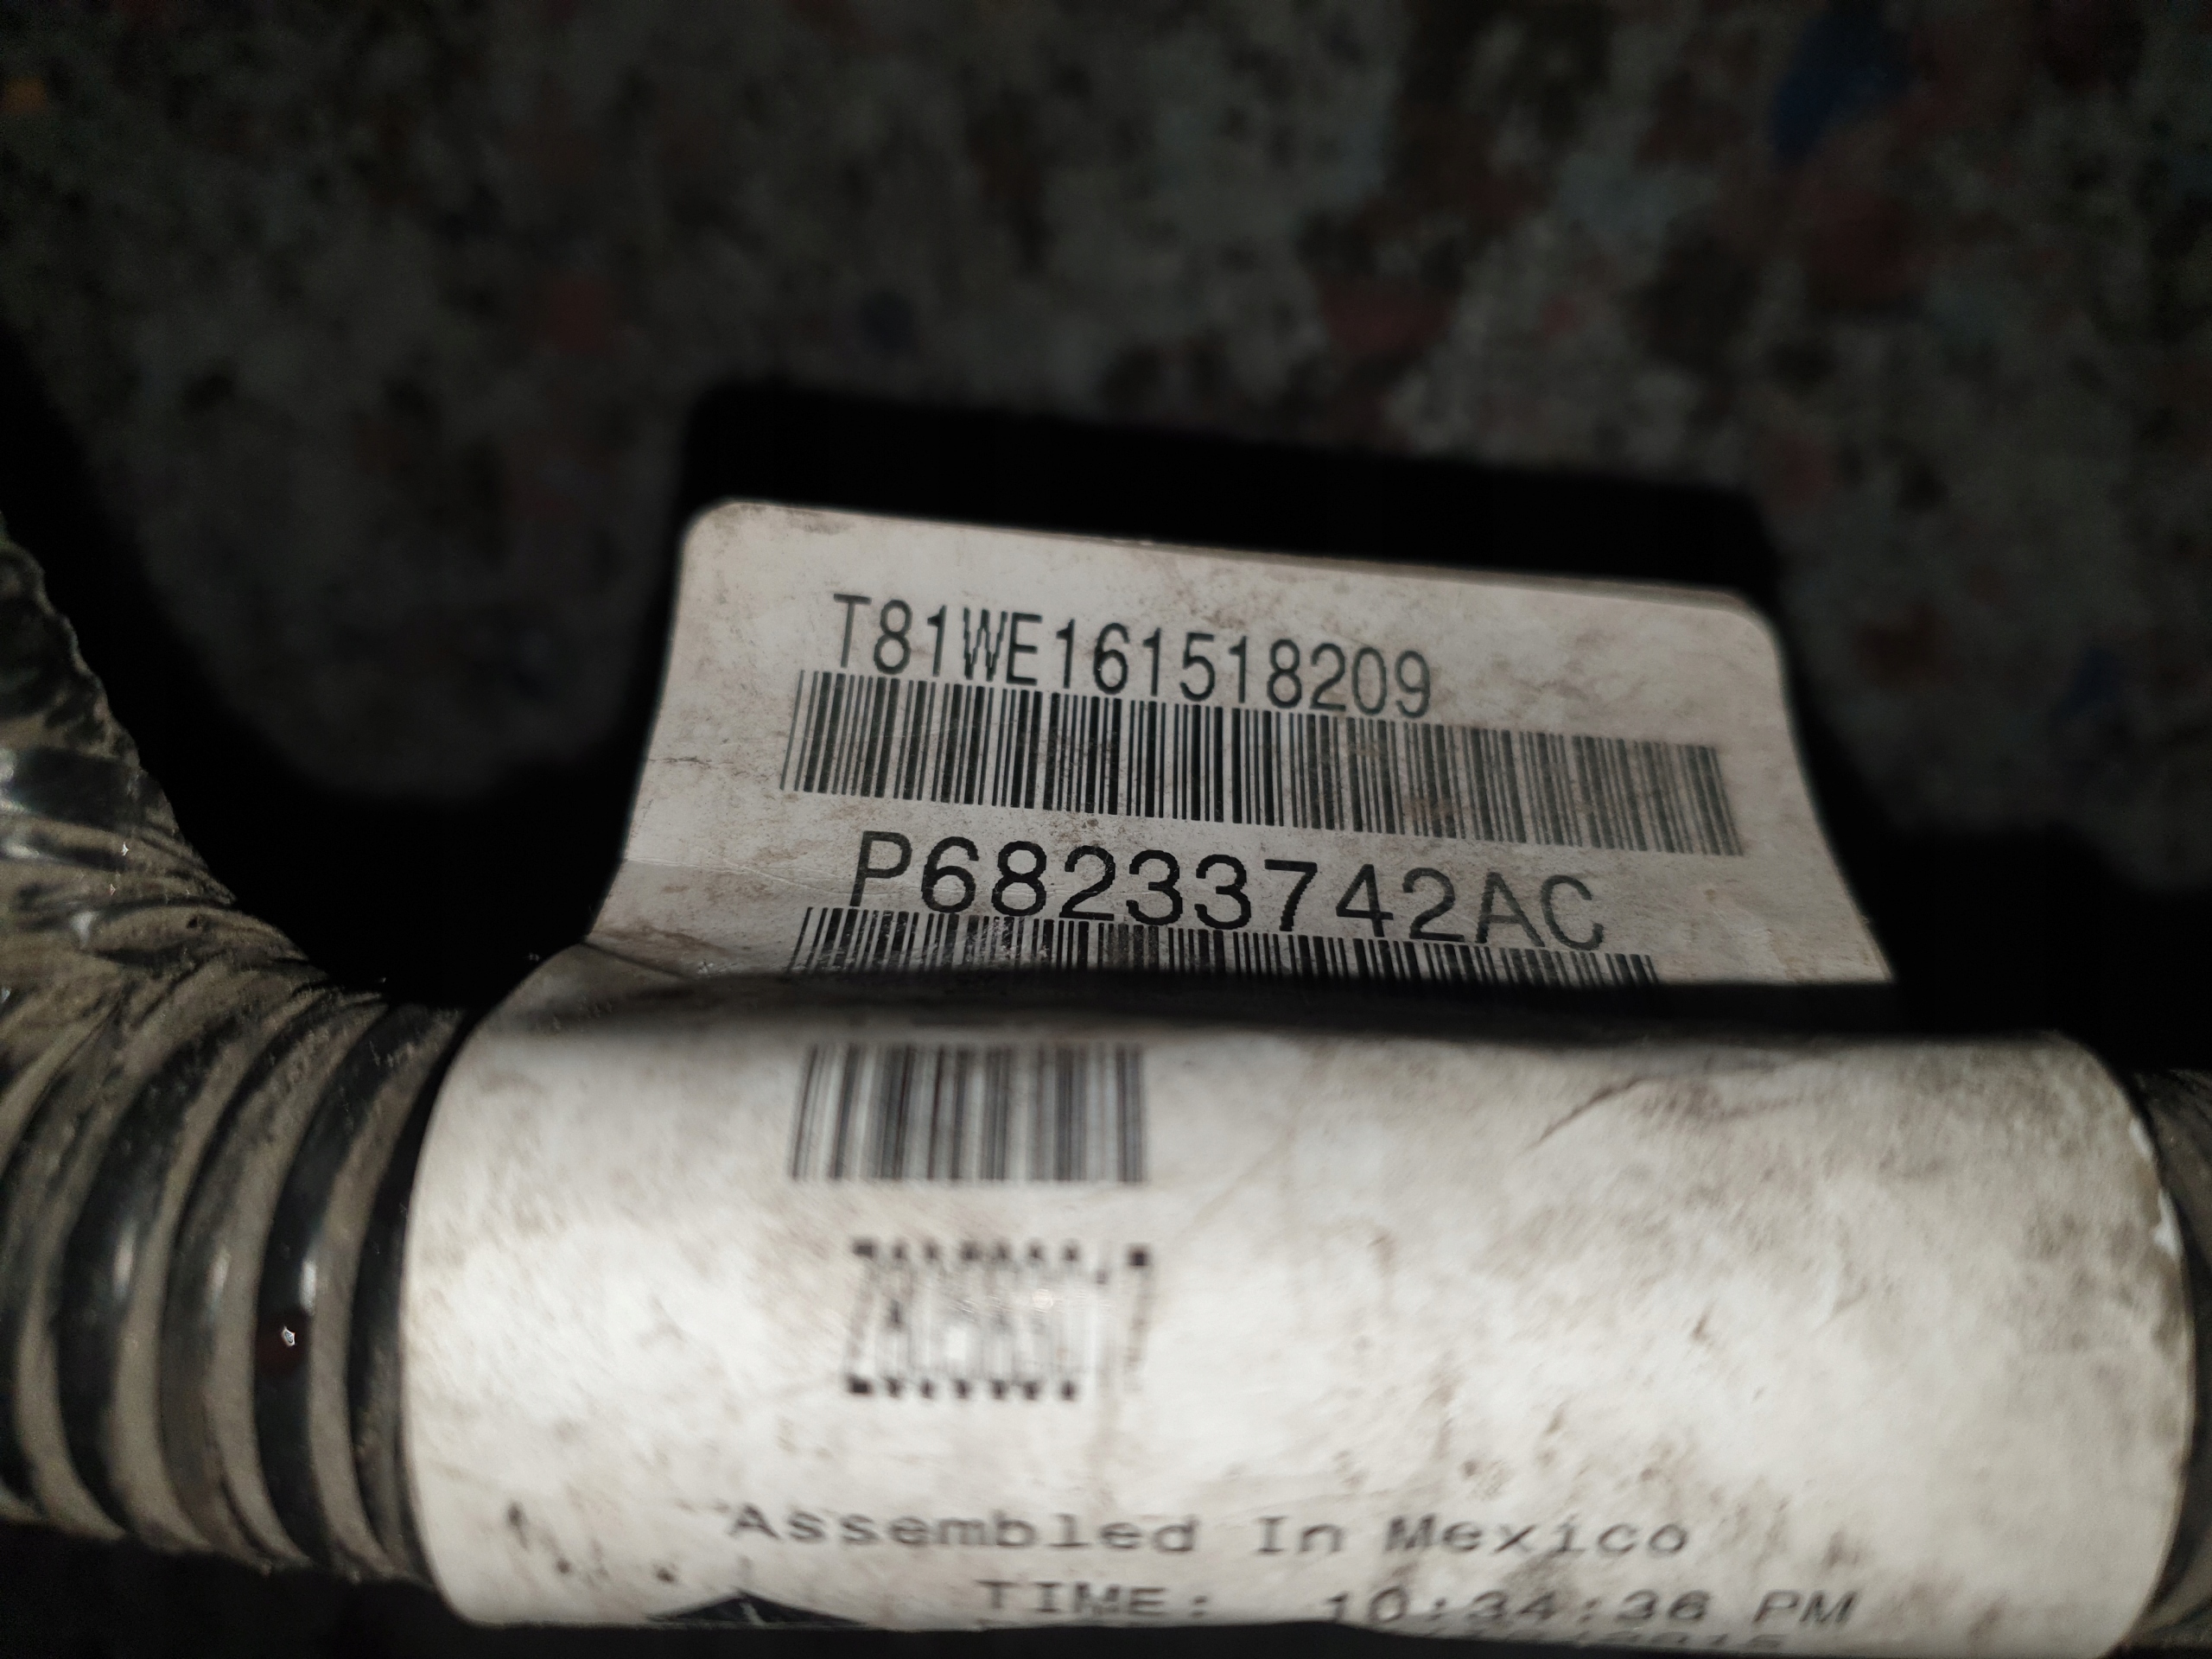 T81WE161518209
P68233742AC
Assembled In Mexico
TIME: 10:34:36 PM